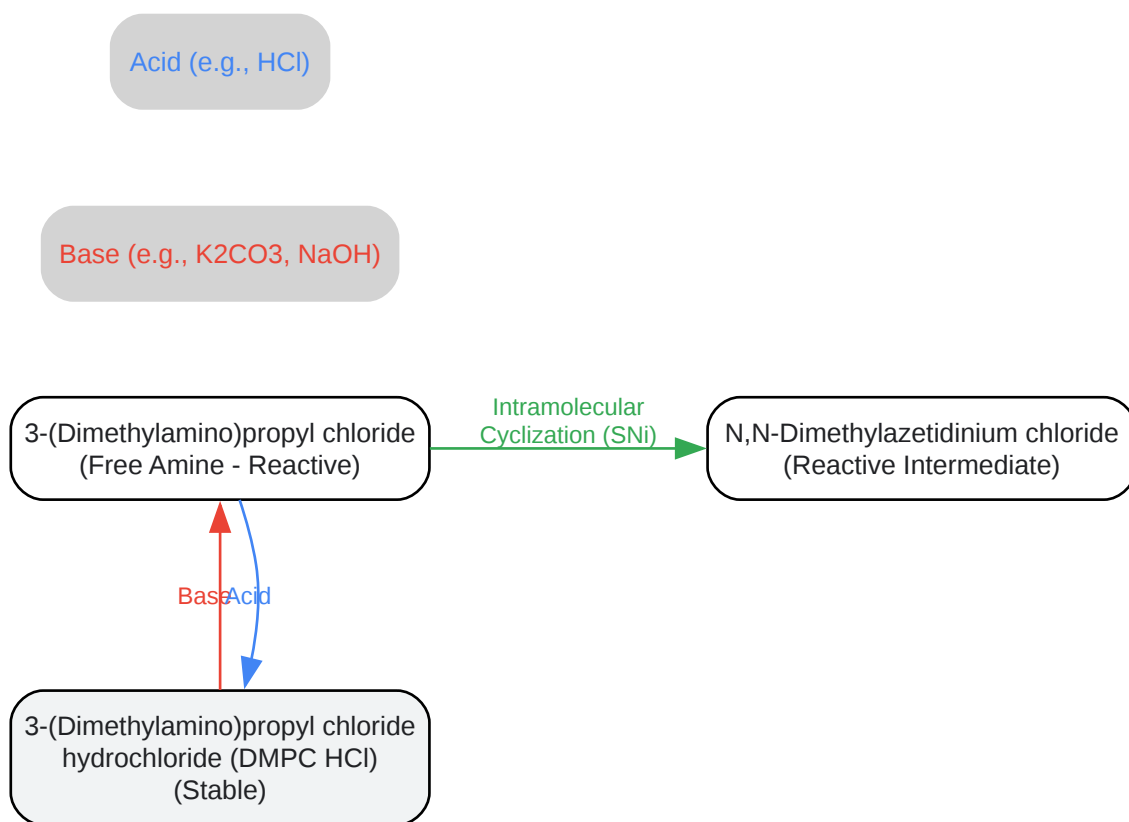 Acid (e.g., HCl)
Base (e.g., K2CO3, NaOH)
3-(Dimethylamino)propyl chloride
(Free Amine - Reactive)
Intramolecular
Cyclization (SNi)
N,N-Dimethylazetidinium chloride
(Reactive Intermediate)
Base
Acid
3-(Dimethylamino)propyl chloride
hydrochloride (DMPC HCl)
(Stable)